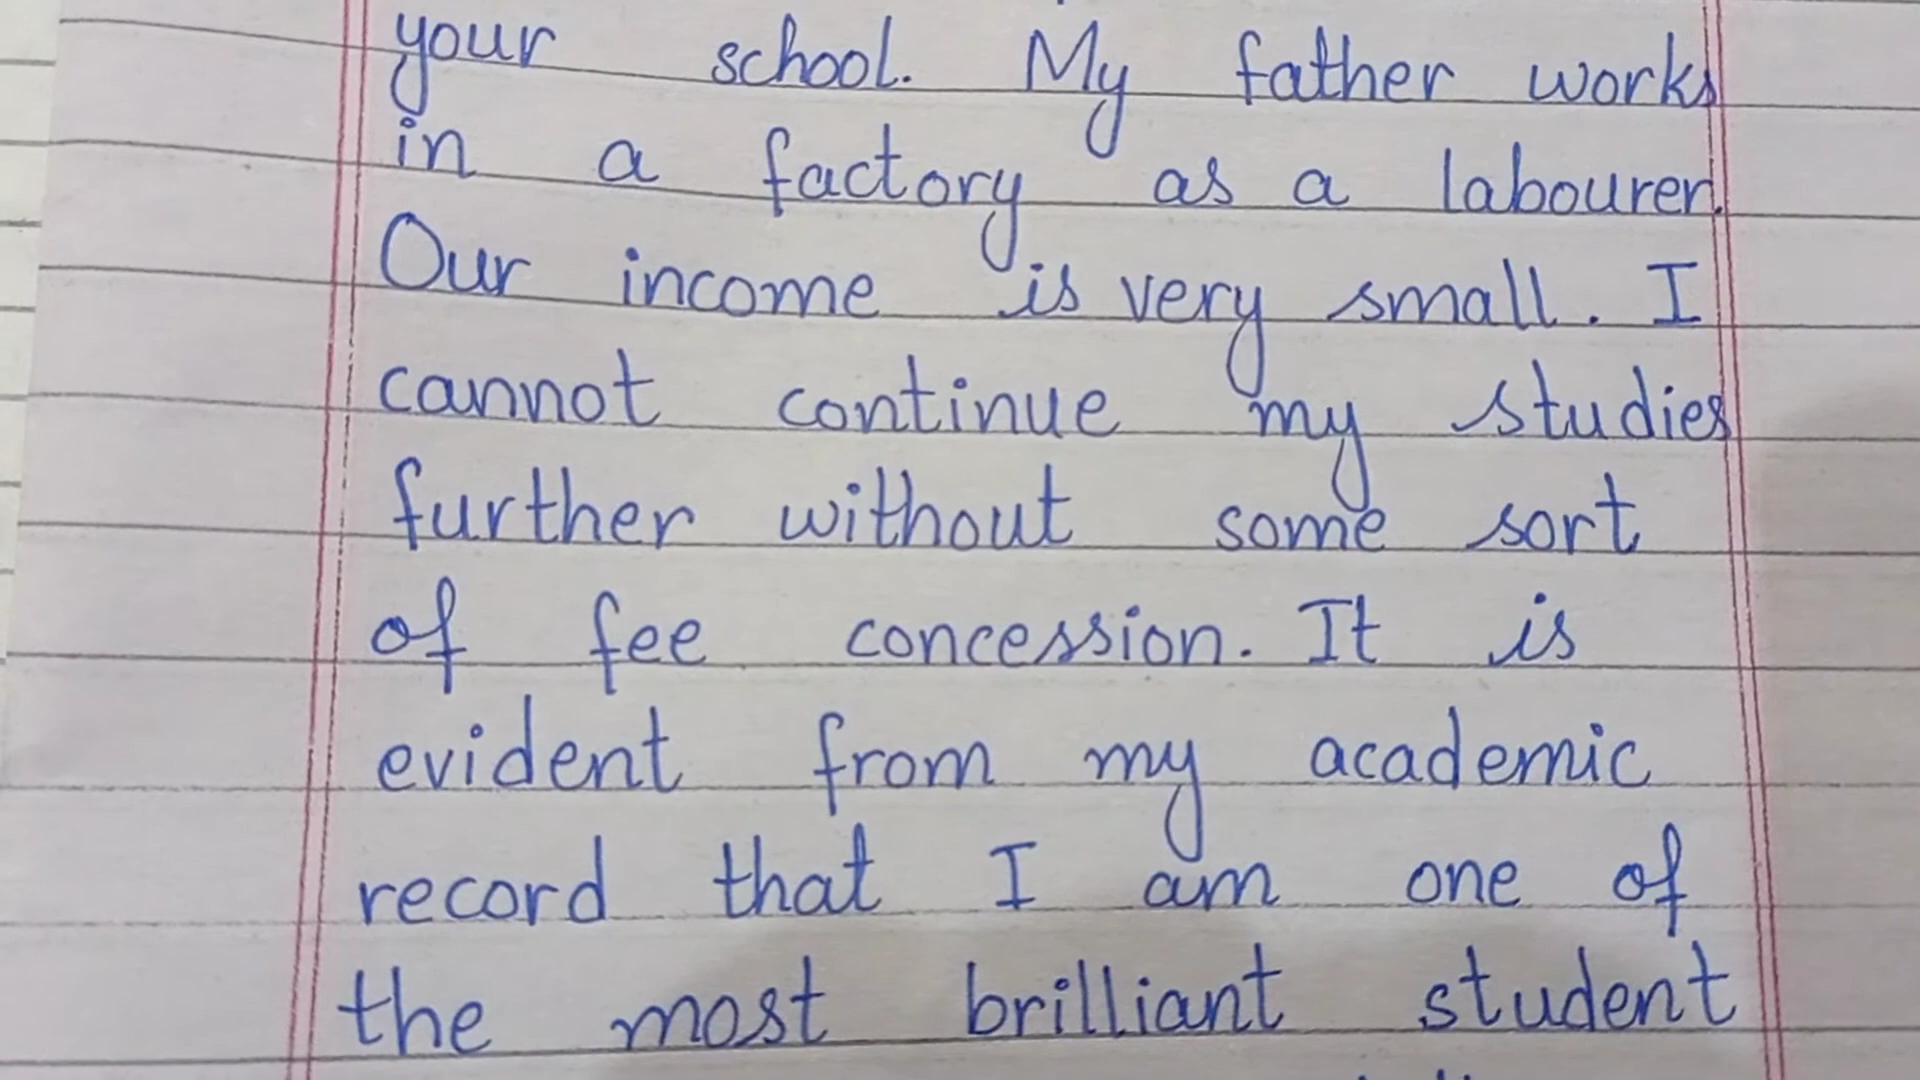 your school. My father works
in a factory as a labourer.
Our income is very small. I
cannot continue my studies
further without some sort
of fee concession. It is
evident from my academic
record that I am one of
the most brilliant student